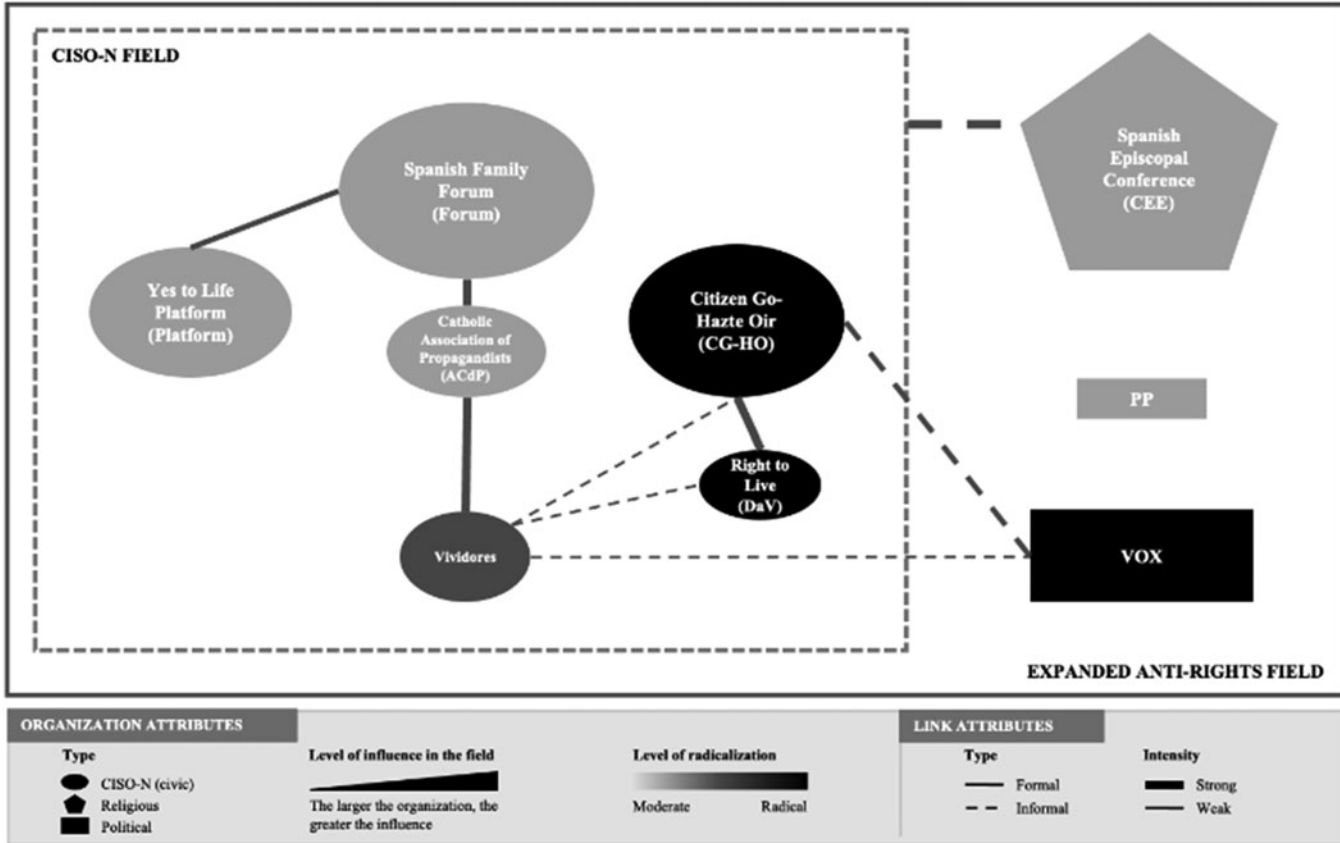 CISO-N FIELD
Spanish Family
Forum
(Forum)
Yes to Life
Platform
(Platform)
Catholic
Association of
Propagandists
(ACdP)
Citizen Go-
Hazte Oir
(CG-HO)
Right to
Live
(DaV)
Vividores
Spanish
Episcopal
Conference
(CEE)
PP
VOX
EXPANDED ANTI-RIGHTS FIELD
ORGANIZATION ATTRIBUTES
Type
CISO-N (civic)
Religious
Political
Level of influence in the field
The larger the organization, the
greater the influence
Level of radicalization
Moderate Radical
LINK ATTRIBUTES
Type
Formal
Informal
Intensity
Strong
Weak